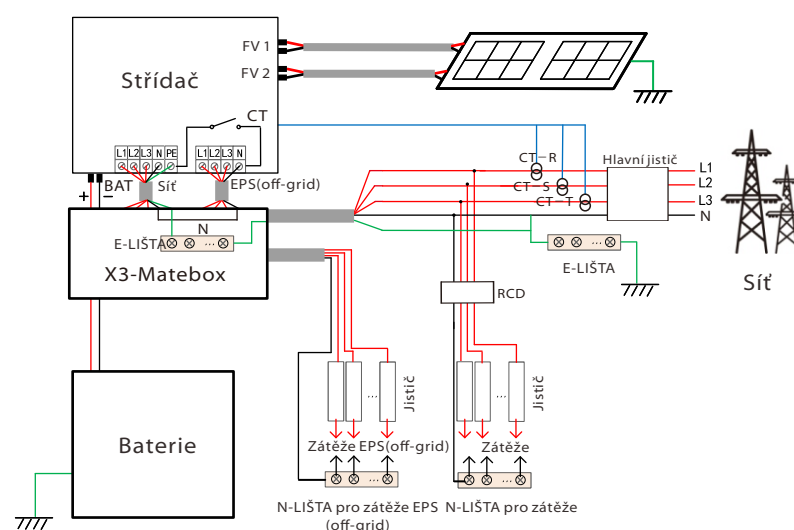 FV 1
FV 2
Střídač
CT
L1 L2 L3 N PE
L1 L2 L3 N
BAT
Síť
EPS(off-grid)
+
–
CT–R
CT–S
CT–T
Hlavní jistič
L1
L2
L3
N
N
E-LIŠTA
...
X3-Matebox
...
E-LIŠTA
Síť
RCD
...
Jistič
...
Jistič
Baterie
Zátěže EPS(off-grid)
Zátěže
...
...
N-LIŠTA pro zátěže EPS
(off-grid)
N-LIŠTA pro zátěže